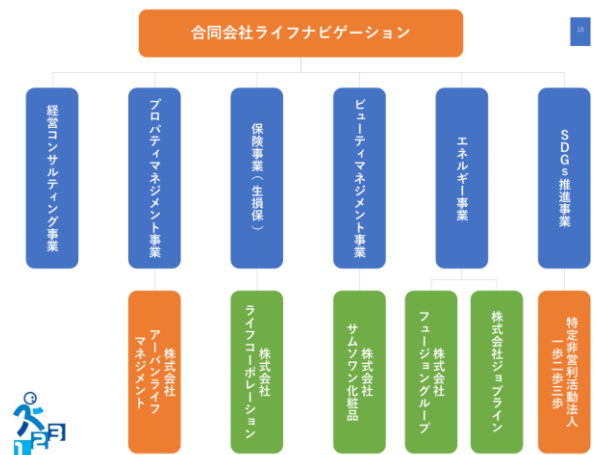 合同会社ライフナビゲーション
18
経営コンサルティング事業
プロパティマネジメント事業
保険事業（生損保）
ビューティマネジメント事業
エネルギー事業
SDGs推進事業
株式会社
アーバンライフ
マネジメント
株式会社
ライフコーポレーション
株式会社
サムソワン化粧品
株式会社
フュージョングループ
株式会社ジョブライン
特定非営利活動法人
一歩二歩三歩
1
2
3